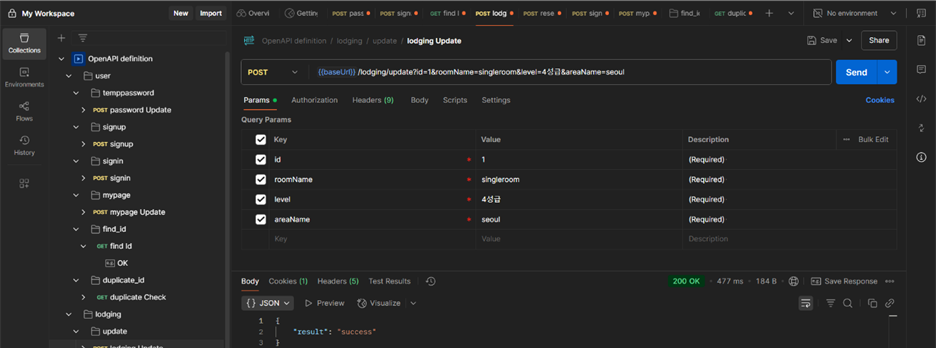 My Workspace New Import Overvi Getting POST pass POST sign GET find I POST lodg POST rese POST sign POST myp find_ic GET duplic No environment
Collections
Environments
Flows
History
OpenAPI definition
user
temppassword
POST password Update
signup
POST signup
signin
POST signin
mypage
POST mypage Update
find_id
GET find Id
OK
duplicate_id
GET duplicate Check
lodging
update
POST lodging Update
OpenAPI definition / lodging / update / lodging Update Save Share
POST {{baseUrl}} /lodging/update?id=1&roomName=singleroom&level=4성급&areaName=seoul Send
Params Authorization Headers (9) Body Scripts Settings Cookies
Query Params
Key Value Description ... Bulk Edit
id 1 (Required)
roomName singleroom (Required)
level 4성급 (Required)
areaName seoul (Required)
Key Value Description
Body Cookies (1) Headers (5) Test Results 200 OK 477 ms 184 B Save Response
{} JSON Preview Visualize
1 {
2 "result": "success"
3 }